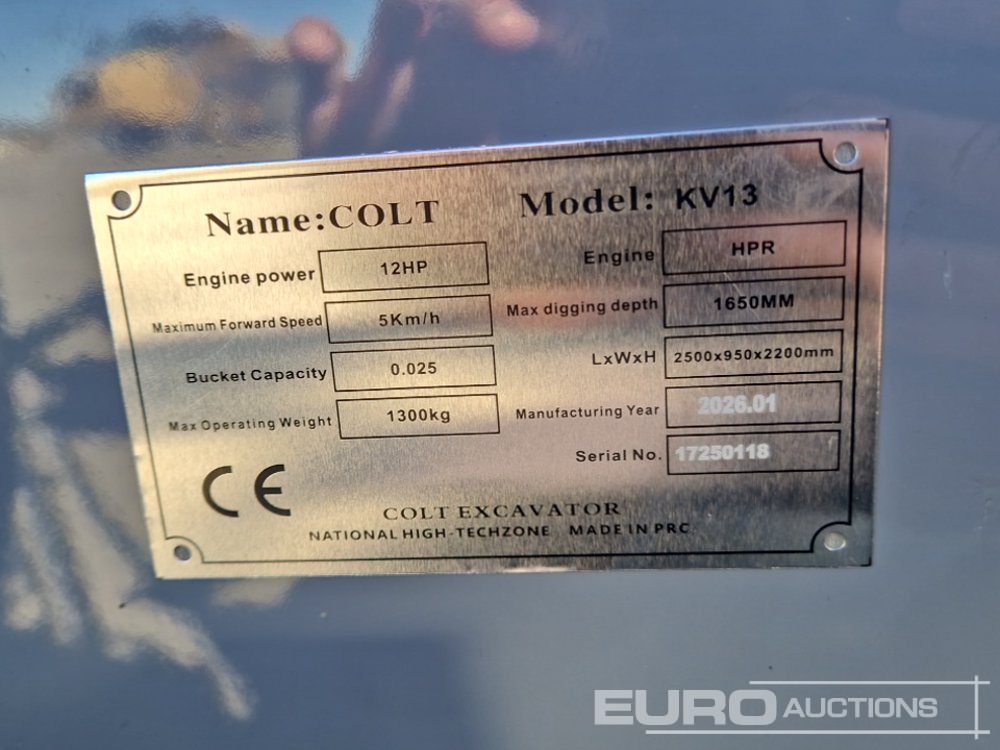 Name:COLT Model: KV13
Engine power 12HP Engine HPR
Maximum Forward Speed 5Km/h Max digging depth 1650MM
Bucket Capacity 0.025 LxWxH 2500x950x2200mm
Max Operating Weight 1300kg Manufacturing Year 2026.01
Serial No. 17250118
CE
COLT EXCAVATOR
NATIONAL HIGH-TECHZONE MADE IN PRC.
EURO AUCTIONS